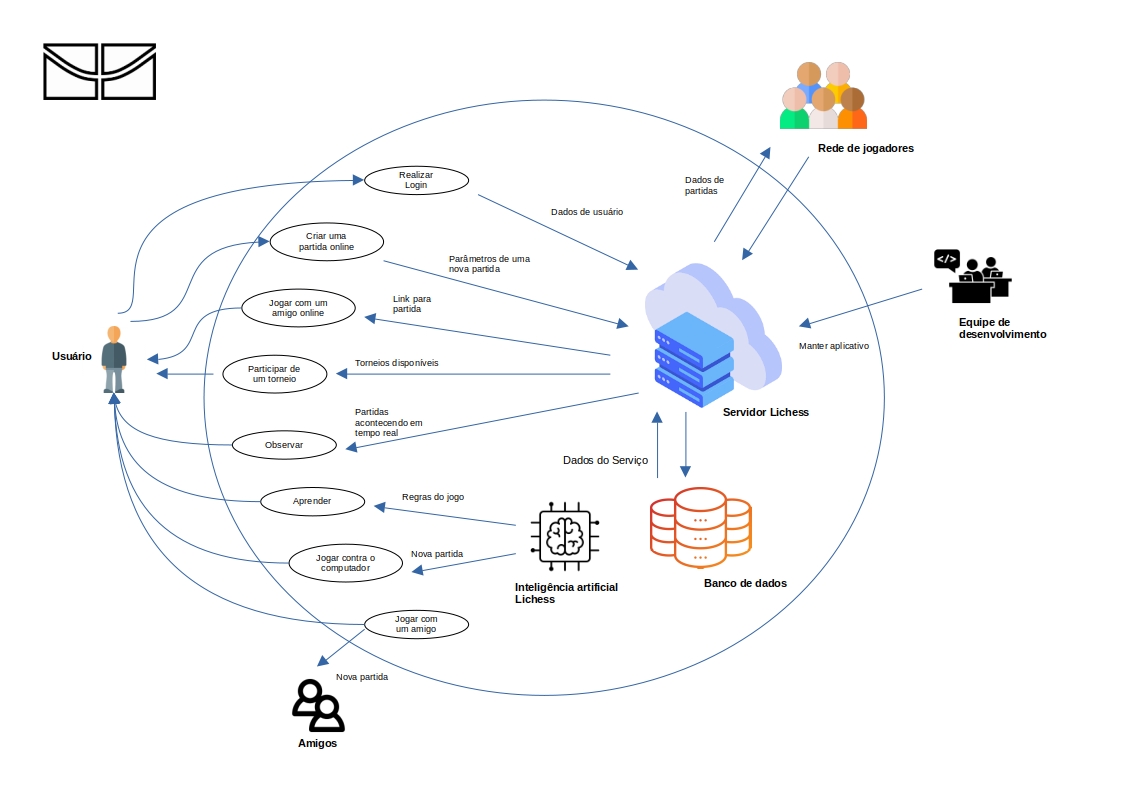 Rede de jogadores
Dados de
partidas
Realizar
Login
Dados de usuário
Criar uma
partida online
Parâmetros de uma
nova partida
</>
Jogar com um
amigo online
Link para
partida
Equipe de
desenvolvimento
Manter aplicativo
Usuário
Participar de
um torneio
Torneios disponíveis
Servidor Lichess
Partidas
acontecendo em
tempo real
Observar
Dados do Serviço
Aprender
Regras do jogo
Jogar contra o
computador
Nova partida
Inteligência artificial
Lichess
Banco de dados
Jogar com
um amigo
Nova partida
Amigos